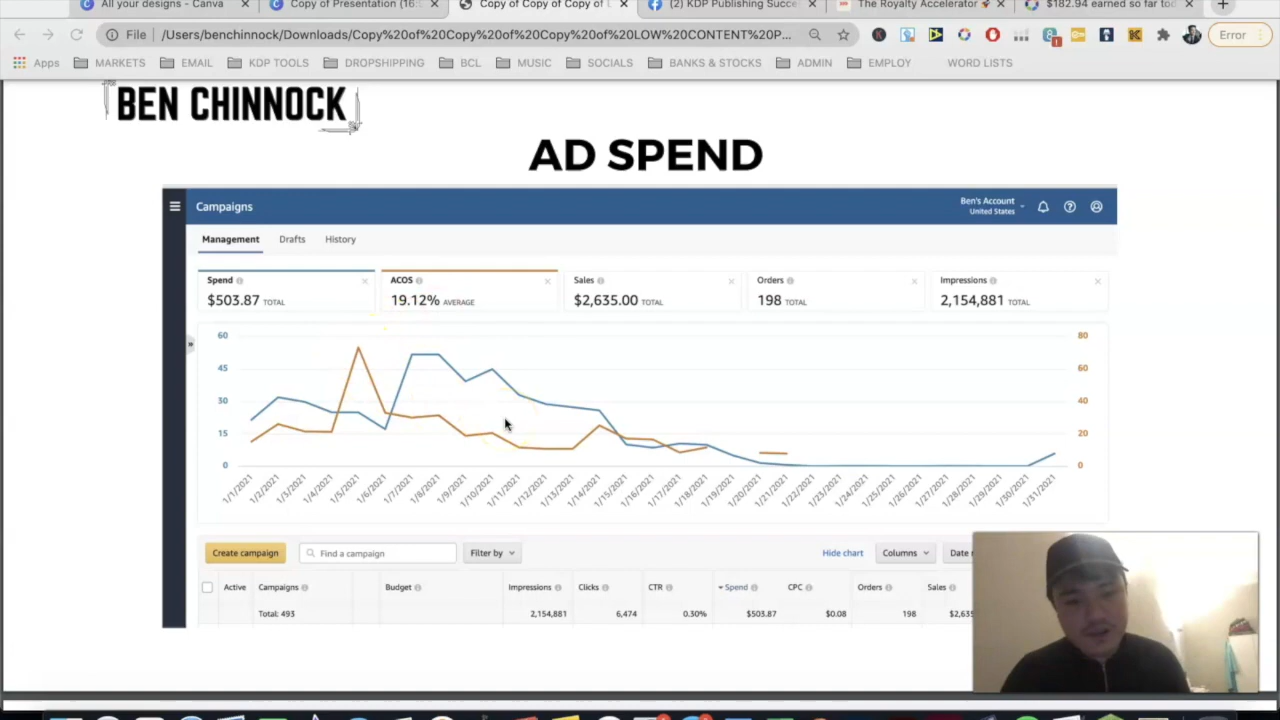 All your designs - Canva
Copy of Presentation (16:
Copy of Copy of Copy of L
(2) KDP Publishing Succe
The Royalty Accelerator
$182.94 earned so far tod
File /Users/benchinnock/Downloads/Copy%20of%20Copy%20of%20Copy%20of%20LOW%20CONTENT%20P...
Error
Apps MARKETS EMAIL KDP TOOLS DROPSHIPPING BCL MUSIC SOCIALS BANKS & STOCKS ADMIN EMPLOY WORD LISTS
BEN CHINNOCK
AD SPEND
Campaigns
Ben's Account
United States
Management Drafts History
Spend ACOS Sales Orders Impressions
$503.87 TOTAL 19.12% AVERAGE $2,635.00 TOTAL 198 TOTAL 2,154,881 TOTAL
60 80
45 60
30 40
15 20
0 0
1/1/2021 1/2/2021 1/3/2021 1/4/2021 1/5/2021 1/6/2021 1/7/2021 1/8/2021 1/9/2021 1/10/2021 1/11/2021 1/12/2021 1/13/2021 1/14/2021 1/15/2021 1/16/2021 1/17/2021 1/18/2021 1/19/2021 1/20/2021 1/21/2021 1/22/2021 1/23/2021 1/24/2021 1/25/2021 1/26/2021 1/27/2021 1/28/2021 1/29/2021 1/30/2021 1/31/2021
Create campaign Find a campaign Filter by Hide chart Columns Date
Active Campaigns Budget Impressions Clicks CTR Spend CPC Orders Sales
Total: 493 2,154,881 6,474 0.30% $503.87 $0.08 198 $2,635